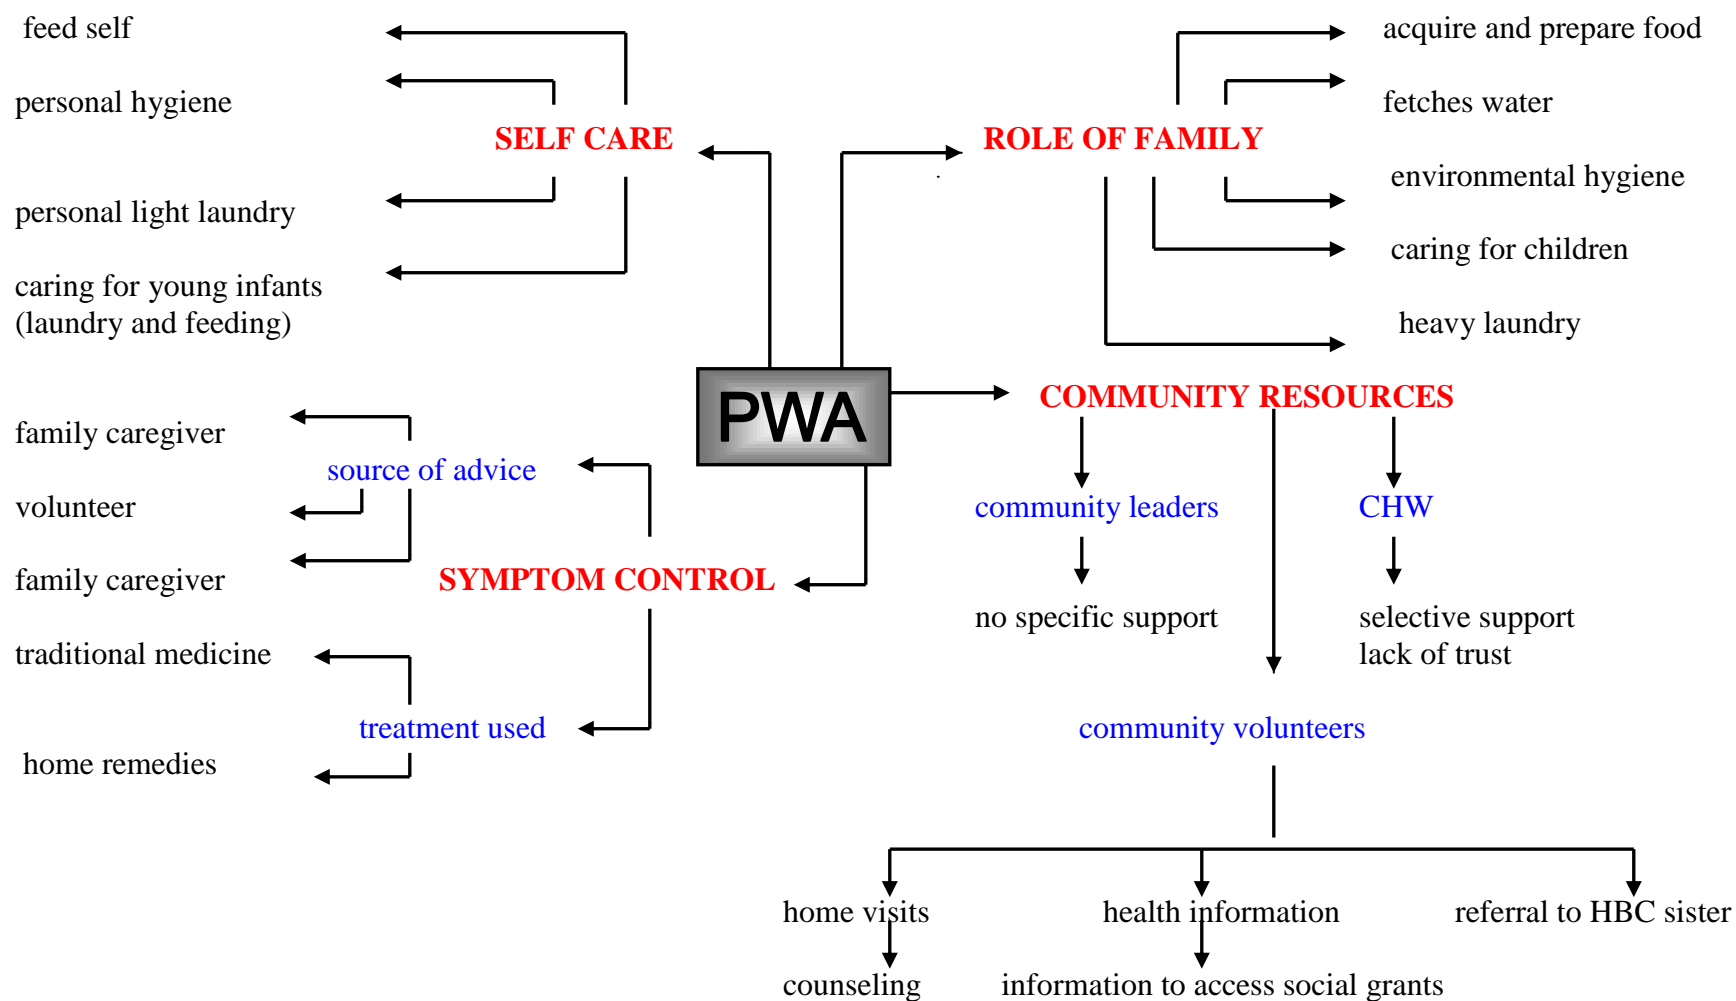 feed self
acquire and prepare food
personal hygiene
fetches water
SELF CARE
ROLE OF FAMILY
environmental hygiene
personal light laundry
caring for children
caring for young infants
(laundry and feeding)
heavy laundry
PWA
COMMUNITY RESOURCES
family caregiver
source of advice
volunteer
community leaders
CHW
family caregiver
SYMPTOM CONTROL
no specific support
selective support
lack of trust
traditional medicine
treatment used
community volunteers
home remedies
home visits
health information
referral to HBC sister
counseling
information to access social grants